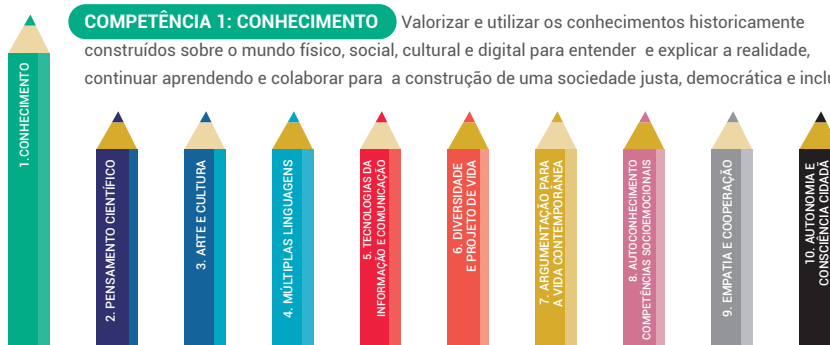 COMPETÊNCIA 1: CONHECIMENTO Valorizar e utilizar os conhecimentos historicamente
construídos sobre o mundo físico, social, cultural e digital para entender e explicar a realidade,
continuar aprendendo e colaborar para a construção de uma sociedade justa, democrática e inclu
1.CONHECIMENTO
2. PENSAMENTO CIENTÍFICO
3. ARTE E CULTURA
4. MÚLTIPLAS LINGUAGENS
5. TECNOLOGIAS DA
INFORMAÇÃO E COMUNICAÇÃO
6. DIVERSIDADE
E PROJETO DE VIDA
7. ARGUMENTAÇÃO PARA
A VIDA CONTEMPORÂNEA
8. AUTOCONHECIMENTO
COMPETÊNCIAS SOCIOEMOCIONAIS
9. EMPATIA E COOPERAÇÃO
10. AUTONOMIA E
CONSCIÊNCIA CIDADÃ